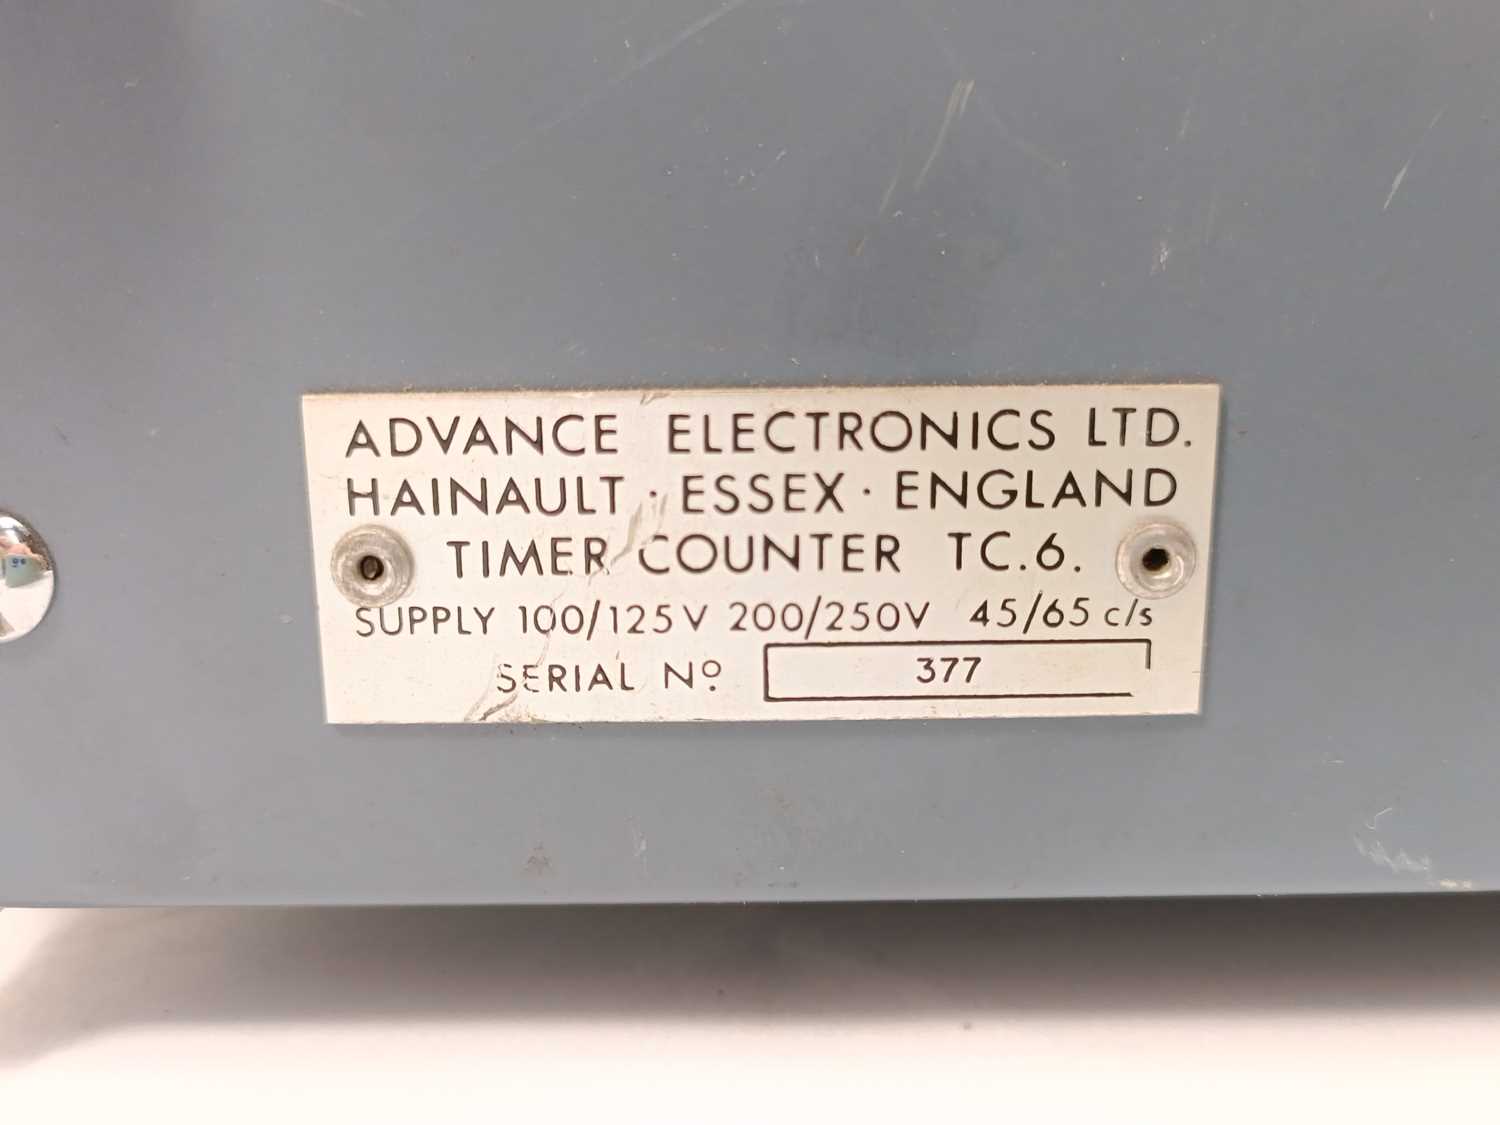 ADVANCE ELECTRONICS LTD.
HAINAULT · ESSEX · ENGLAND
TIMER COUNTER TC.6.
SUPPLY 100/125V 200/250V 45/65 c/s
SERIAL Nº 377